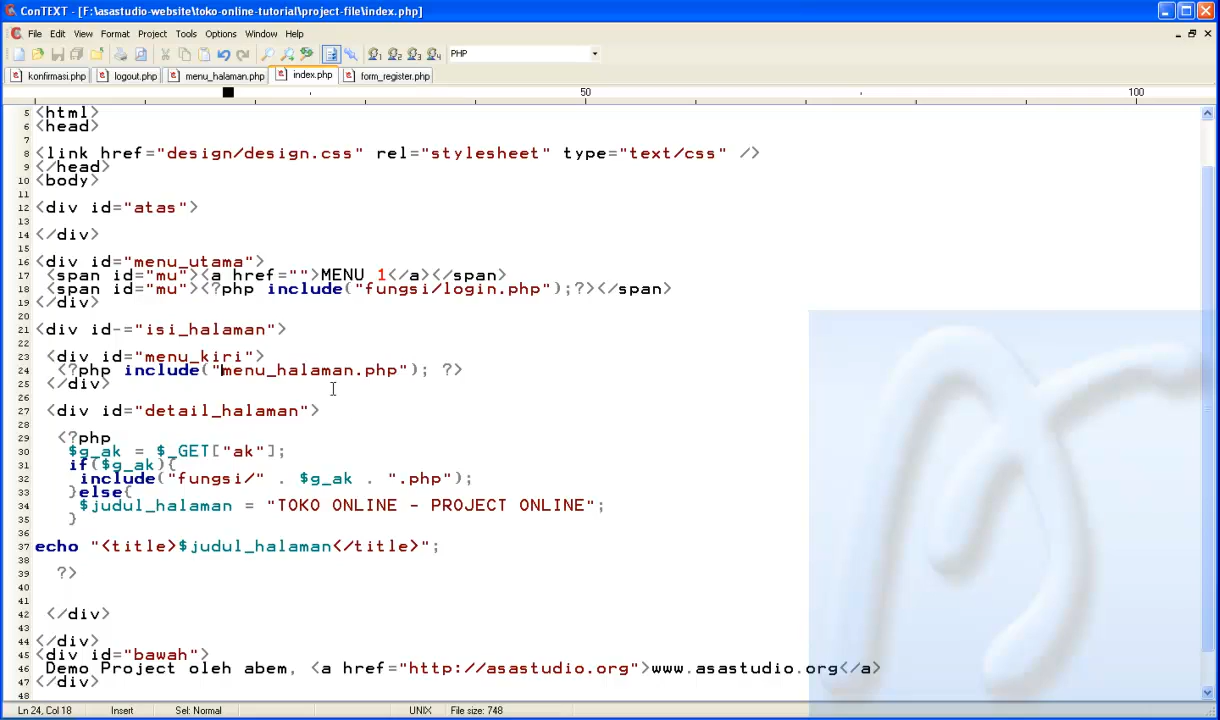 ConTEXT - [F:\asastudio-website\toko-online-tutorial\project-file\index.php]
File Edit View Format Project Tools Options Window Help
PHP
konfirmasi.php logout.php menu_halaman.php index.php form_register.php
50 100
5 <html>
6 <head>
7
8 <link href="design/design.css" rel="stylesheet" type="text/css" />
9 </head>
10 <body>
11
12 <div id="atas">
13
14 </div>
15
16 <div id="menu_utama">
17 <span id="mu"><a href="">MENU 1</a></span>
18 <span id="mu"><?php include("fungsi/login.php");?></span>
19 </div>
20
21 <div id-="isi_halaman">
22
23 <div id="menu_kiri">
24 <?php include("menu_halaman.php"); ?>
25 </div>
26
27 <div id="detail_halaman">
28
29 <?php
30 $g_ak = $_GET["ak"];
31 if($g_ak){
32 include("fungsi/" . $g_ak . ".php");
33 }else{
34 $judul_halaman = "TOKO ONLINE - PROJECT ONLINE";
35 }
36
37 echo "<title>$judul_halaman</title>";
38
39 ?>
40
41
42 </div>
43
44 </div>
45 <div id="bawah">
46 Demo Project oleh abem, <a href="http://asastudio.org">www.asastudio.org</a>
47 </div>
48
Ln 24, Col 18 Insert Sel: Normal UNIX File size: 748